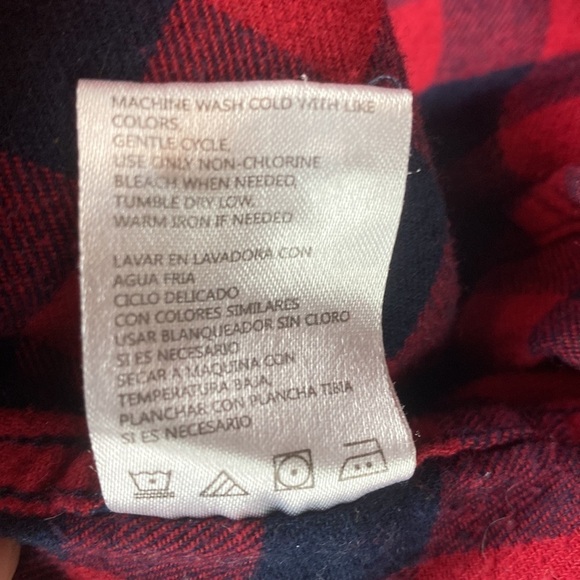 MACHINE WASH COLD WITH LIKE
COLORS,
GENTLE CYCLE,
USE ONLY NON-CHLORINE
BLEACH WHEN NEEDED,
TUMBLE DRY LOW,
WARM IRON IF NEEDED
LAVAR EN LAVADORA CON
AGUA FRIA
CICLO DELICADO
CON COLORES SIMILARES
USAR BLANQUEADOR SIN CLORO
SI ES NECESARIO
SECAR A MAQUINA CON
TEMPERATURA BAJA,
PLANCHAR CON PLANCHA TIBIA
SI ES NECESARIO